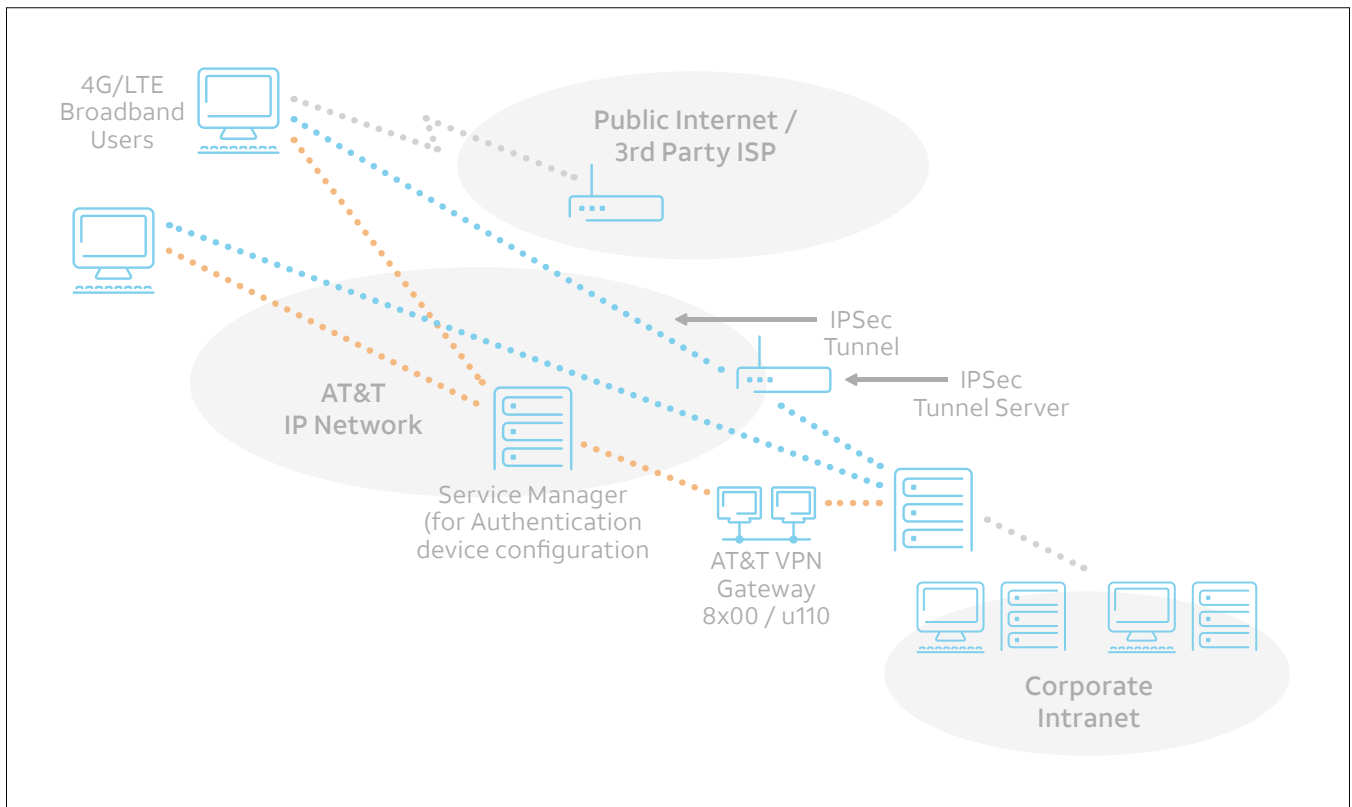 4G/LTE
Broadband
Users
Public Internet /
3rd Party ISP
IPSec
Tunnel
IPSec
Tunnel Server
AT&T
IP Network
Service Manager
(for Authentication
device configuration
AT&T VPN
Gateway
8x00 / u110
Corporate
Intranet